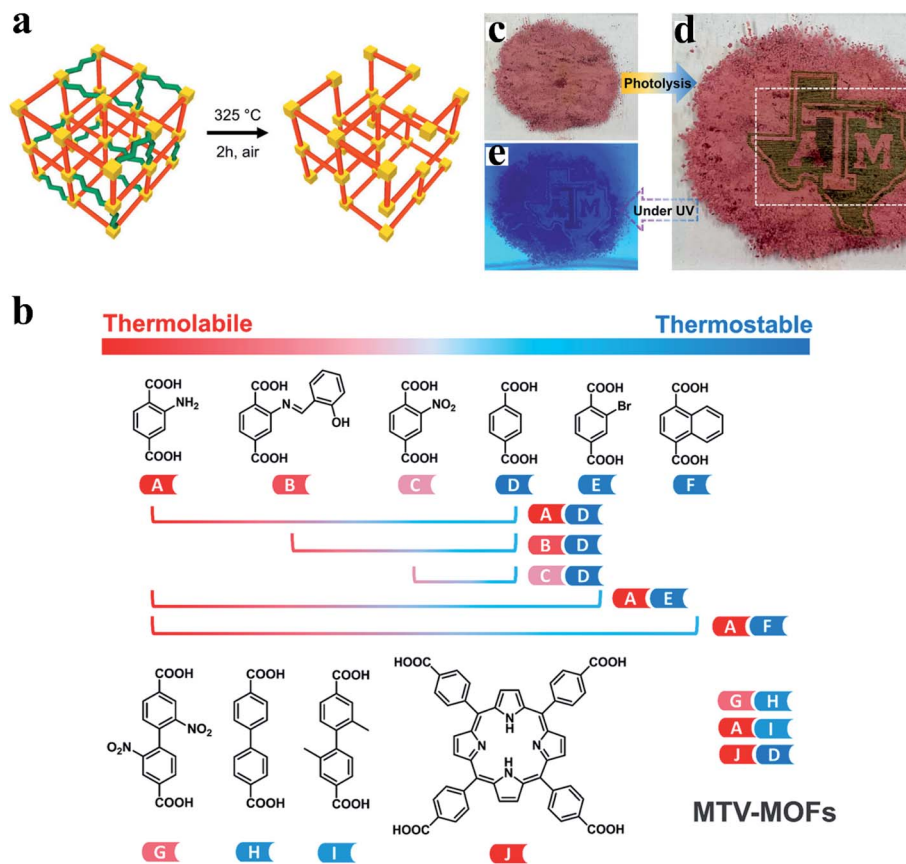 a
325 °C
2h, air
c
Photolysis
d
A T M
e
A T M
Under UV
b
Thermolabile
Thermostable
COOH
NH₂
COOH
A
COOH
N
OH
COOH
B
COOH
NO₂
COOH
C
COOH
COOH
D
COOH
Br
COOH
E
COOH
COOH
F
A D
B D
C D
A E
A F
COOH
NO₂
O₂N
COOH
G
COOH
COOH
H
COOH
COOH
I
HOOC
COOH
N
H
N
N
H
N
HOOC
COOH
J
G H
A I
J D
MTV-MOFs